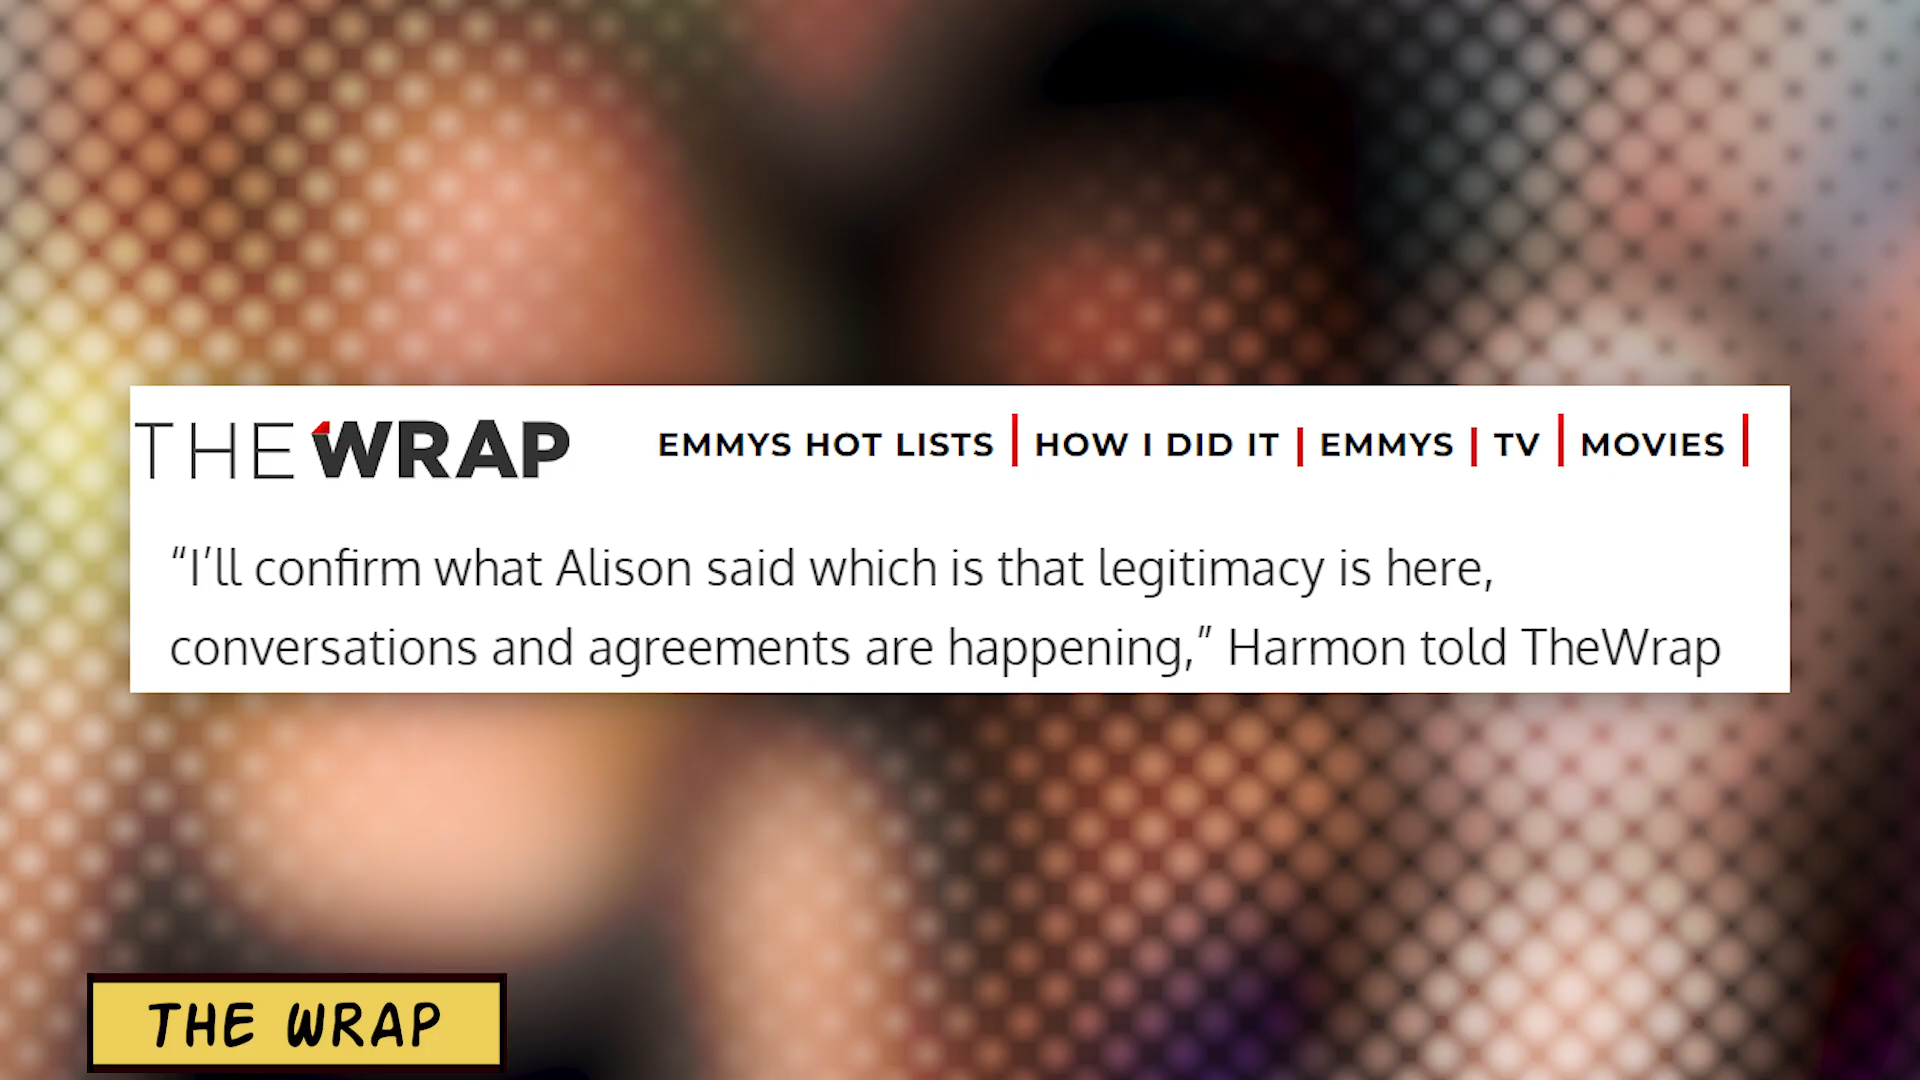 THE WRAP EMMYS HOT LISTS | HOW I DID IT | EMMYS | TV | MOVIES |
“I’ll confirm what Alison said which is that legitimacy is here,
conversations and agreements are happening,” Harmon told TheWrap
THE WRAP